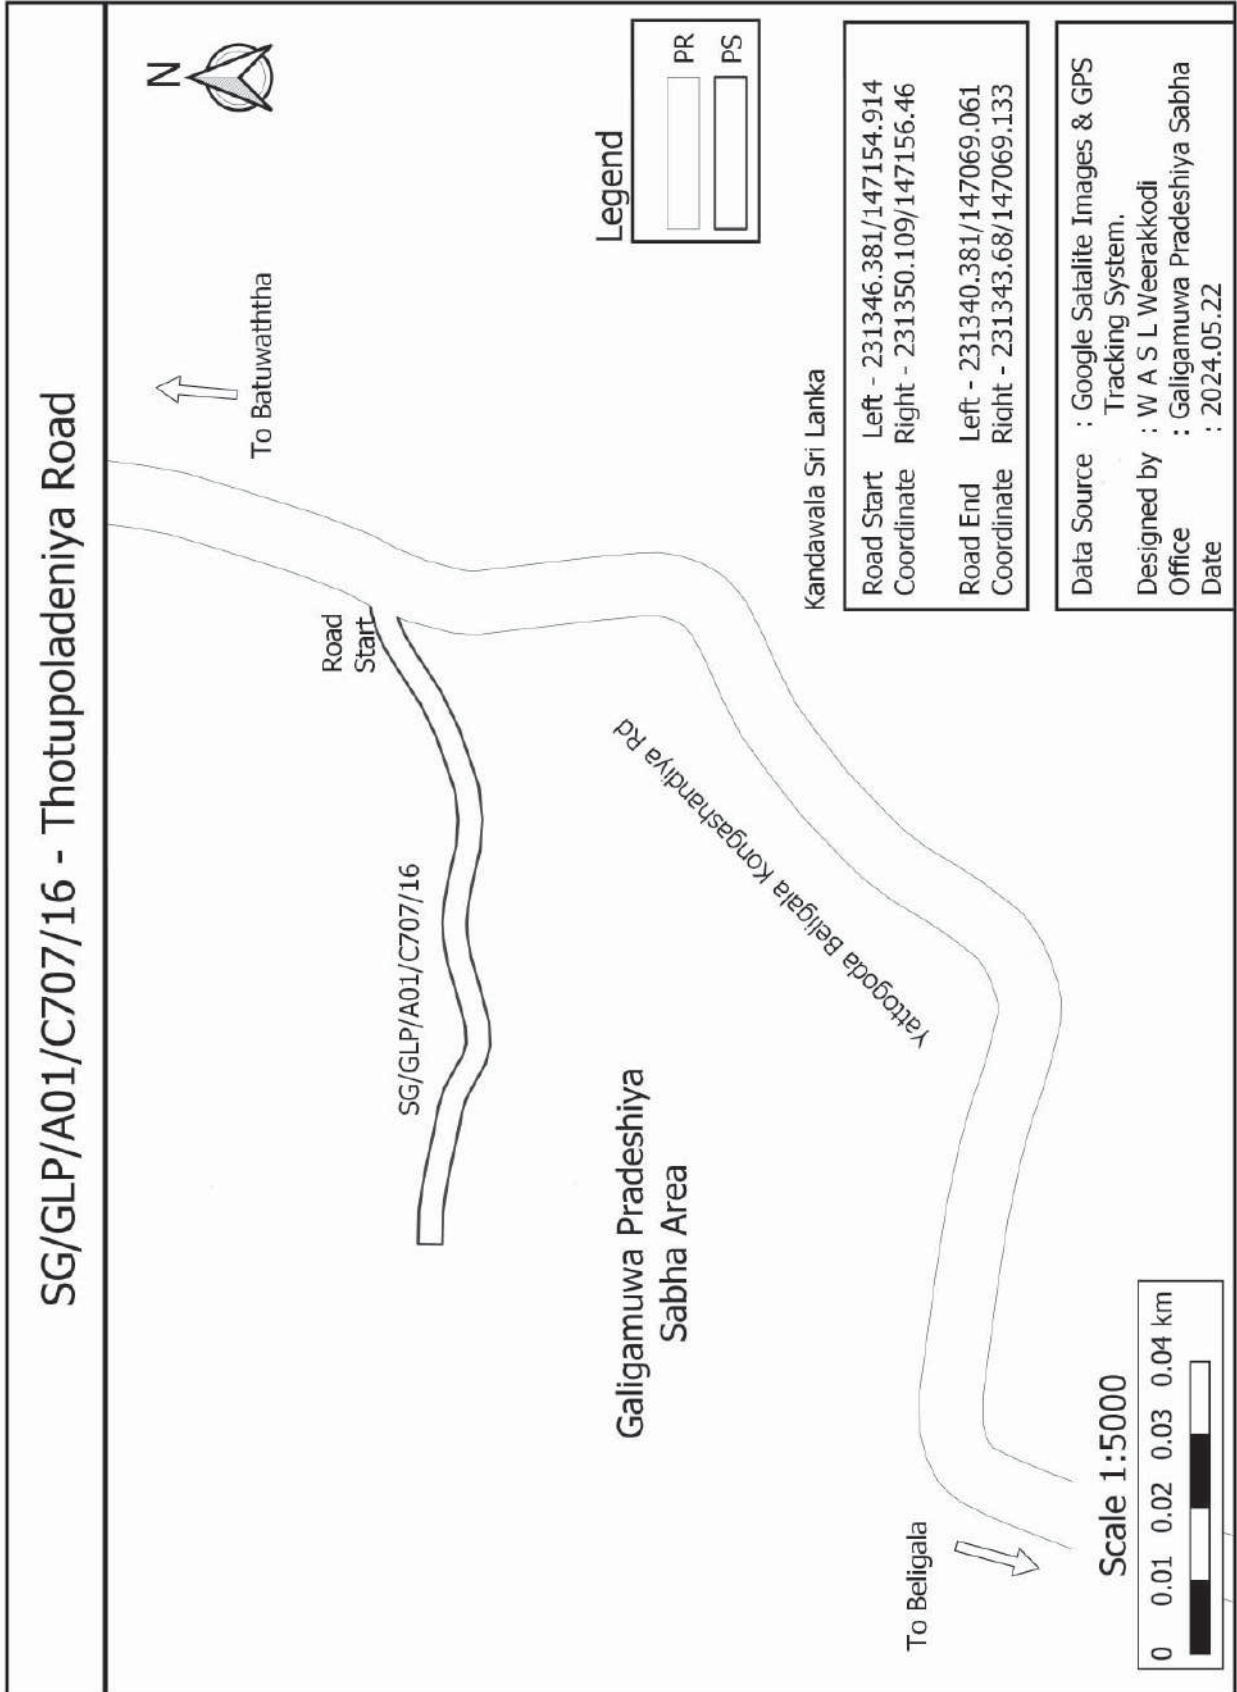 SG/GLP/A01/C707/16 - Thotupoladeniya Road
N
To Batuwaththa
Road
Start
SG/GLP/A01/C707/16
Yattogoda Beligala Kongashandiya Rd
Galigamuwa Pradeshiya
Sabha Area
To Beligala
Legend
PR
PS
Kandawala Sri Lanka
Road Start Left - 231346.381/147154.914
Coordinate Right - 231350.109/147156.46
Road End Left - 231340.381/147069.061
Coordinate Right - 231343.68/147069.133
Scale 1:5000
0 0.01 0.02 0.03 0.04 km
Data Source : Google Satalite Images & GPS
Tracking System.
Designed by : W A S L Weerakkodi
Office : Galigamuwa Pradeshiya Sabha
Date : 2024.05.22